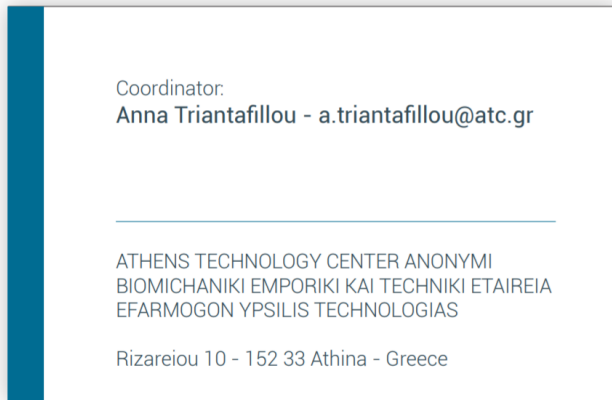 Coordinator:
Anna Triantafillou - a.triantafillou@atc.gr
ATHENS TECHNOLOGY CENTER ANONYMI
BIOMICHANIKI EMPORIKI KAI TECHNIKI ETAIREIA
EFARMOGON YPSILIS TECHNOLOGIAS
Rizareiou 10 - 152 33 Athina - Greece